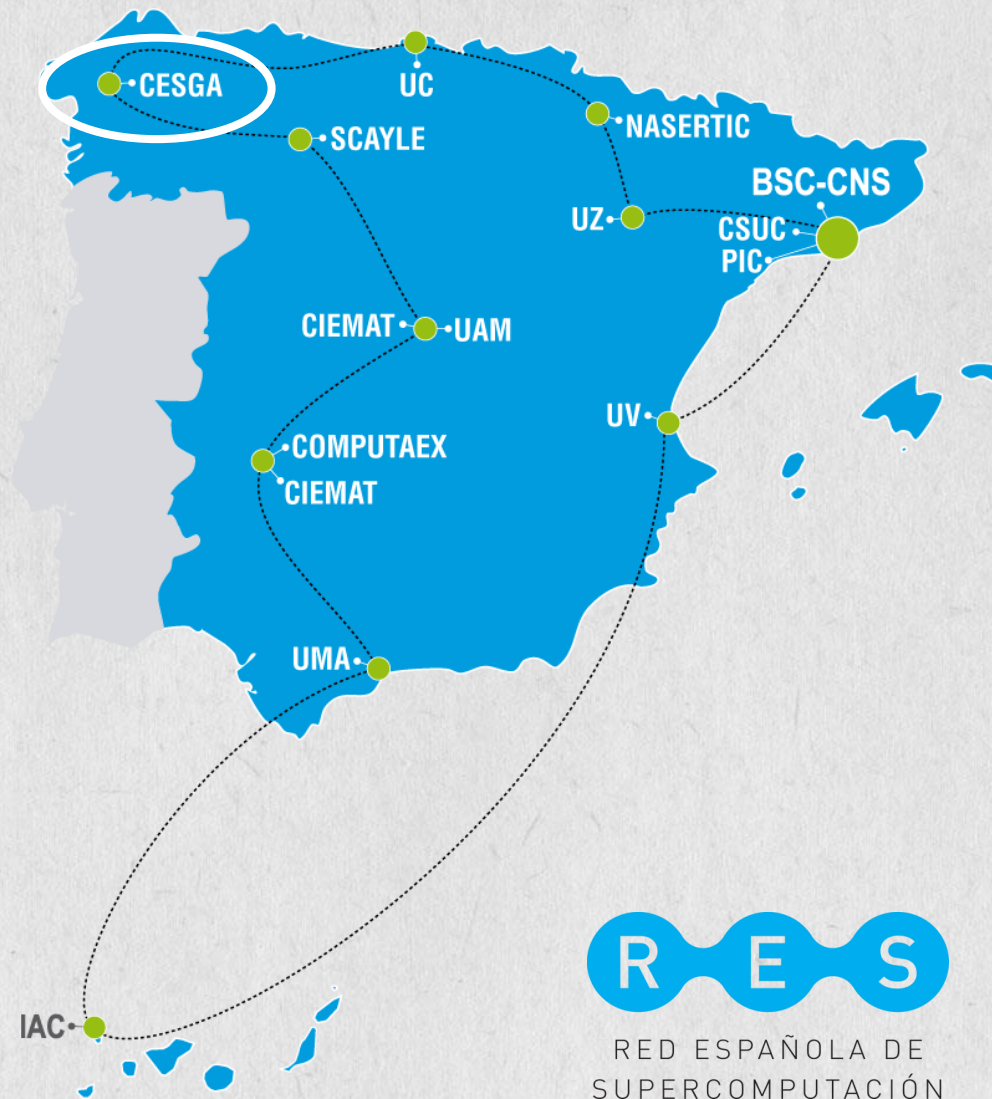 CESGA
UC
SCAYLE
NASERTIC
BSC-CNS
UZ
CSUC
PIC
CIEMAT
UAM
UV
COMPUTAEX
CIEMAT
UMA
IAC
RES
RED ESPAÑOLA DE
SUPERCOMPUTACIÓN